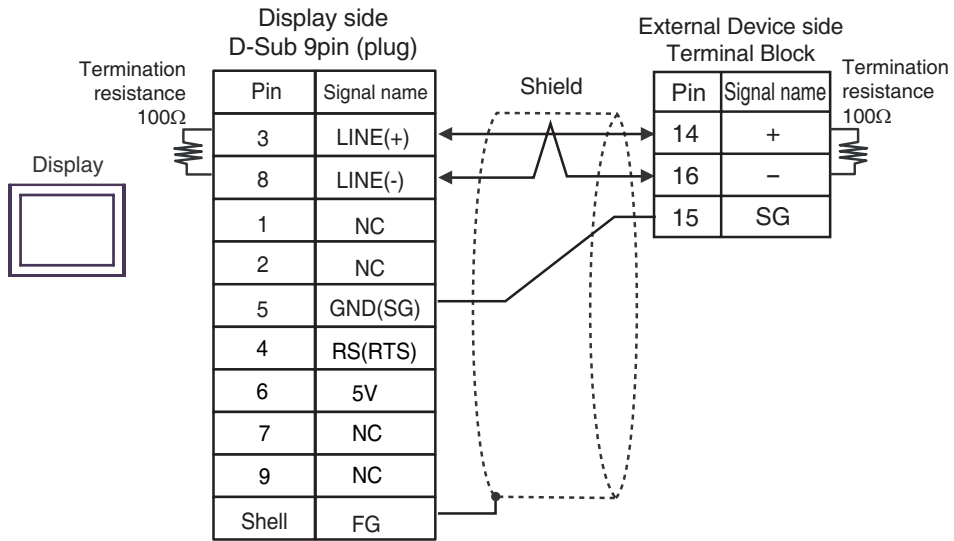 Display side
D-Sub 9pin (plug)
External Device side
Terminal Block
Termination
resistance
100Ω
Shield
Termination
resistance
100Ω
Display
Pin Signal name
3 LINE(+)
8 LINE(-)
1 NC
2 NC
5 GND(SG)
4 RS(RTS)
6 5V
7 NC
9 NC
Shell FG
Pin Signal name
14 +
16 −
15 SG